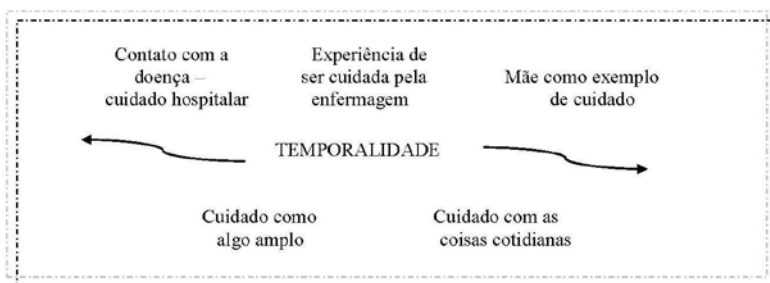 Contato com a
doença –
cuidado hospitalar
Experiência de
ser cuidada pela
enfermagem
Mãe como exemplo
de cuidado
TEMPORALIDADE
Cuidado como
algo amplo
Cuidado com as
coisas cotidianas